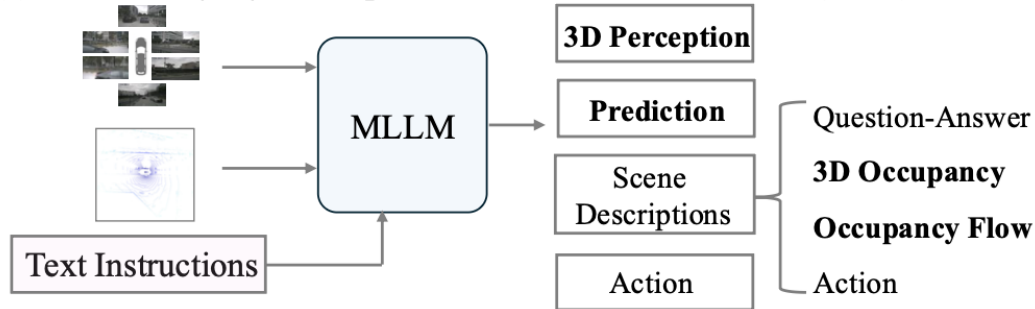 3D Perception
MLLM
Prediction
Question-Answer
Scene
Descriptions
3D Occupancy
Occupancy Flow
Text Instructions
Action
Action